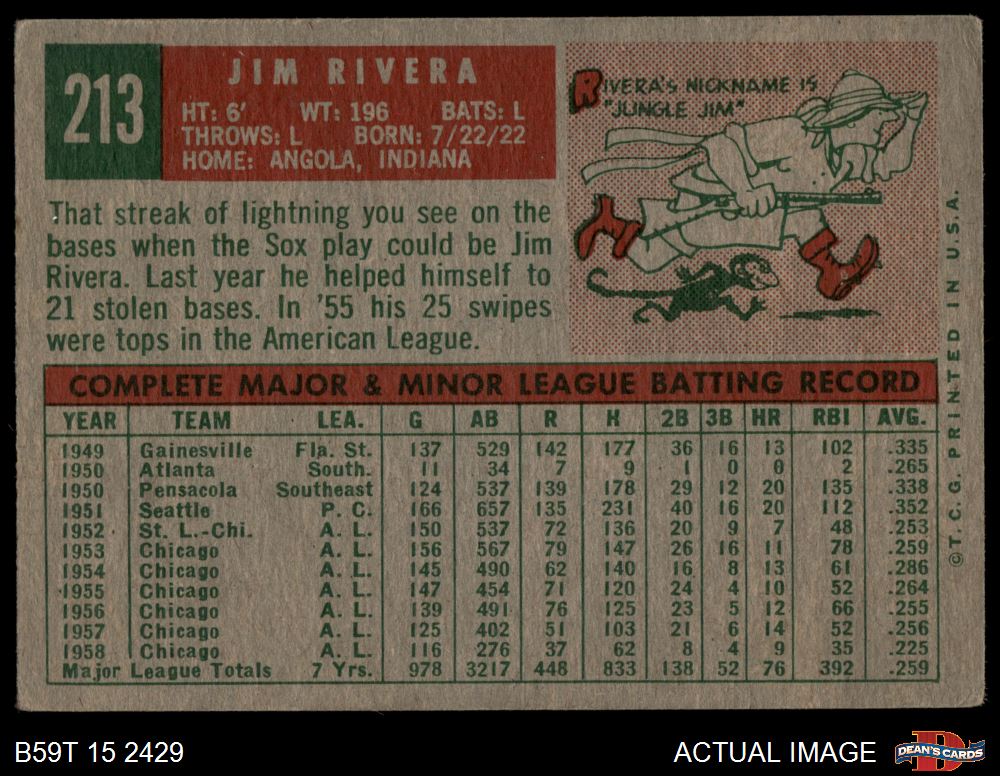 213
JIM RIVERA
HT: 6' WT: 196 BATS: L
THROWS: L BORN: 7/22/22
HOME: ANGOLA, INDIANA
RIVERA'S NICKNAME IS
"JUNGLE JIM"
That streak of lightning you see on the
bases when the Sox play could be Jim
Rivera. Last year he helped himself to
21 stolen bases. In '55 his 25 swipes
were tops in the American League.
COMPLETE MAJOR & MINOR LEAGUE BATTING RECORD
YEAR TEAM LEA. G AB R H 2B 3B HR RBI AVG.
1949 Gainesville Fla. St. 137 529 142 177 36 16 13 102 .335
1950 Atlanta South. 11 34 7 9 1 0 0 2 .265
1950 Pensacola Southeast 124 537 139 178 29 12 20 135 .338
1951 Seattle P. C. 166 657 135 231 40 16 20 112 .352
1952 St. L.-Chi. A. L. 150 537 72 136 20 9 7 48 .253
1953 Chicago A. L. 156 567 79 147 26 16 11 78 .259
1954 Chicago A. L. 145 490 62 140 16 8 13 61 .286
1955 Chicago A. L. 147 454 71 120 24 4 10 52 .264
1956 Chicago A. L. 139 491 76 125 23 5 12 66 .255
1957 Chicago A. L. 125 402 51 103 21 6 14 52 .256
1958 Chicago A. L. 116 276 37 62 8 4 9 35 .225
Major League Totals 7 Yrs. 978 3217 448 833 138 52 76 392 .259
©T.C.G. PRINTED IN U.S.A.
B59T 15 2429
ACTUAL IMAGE
D
DEAN'S CARDS